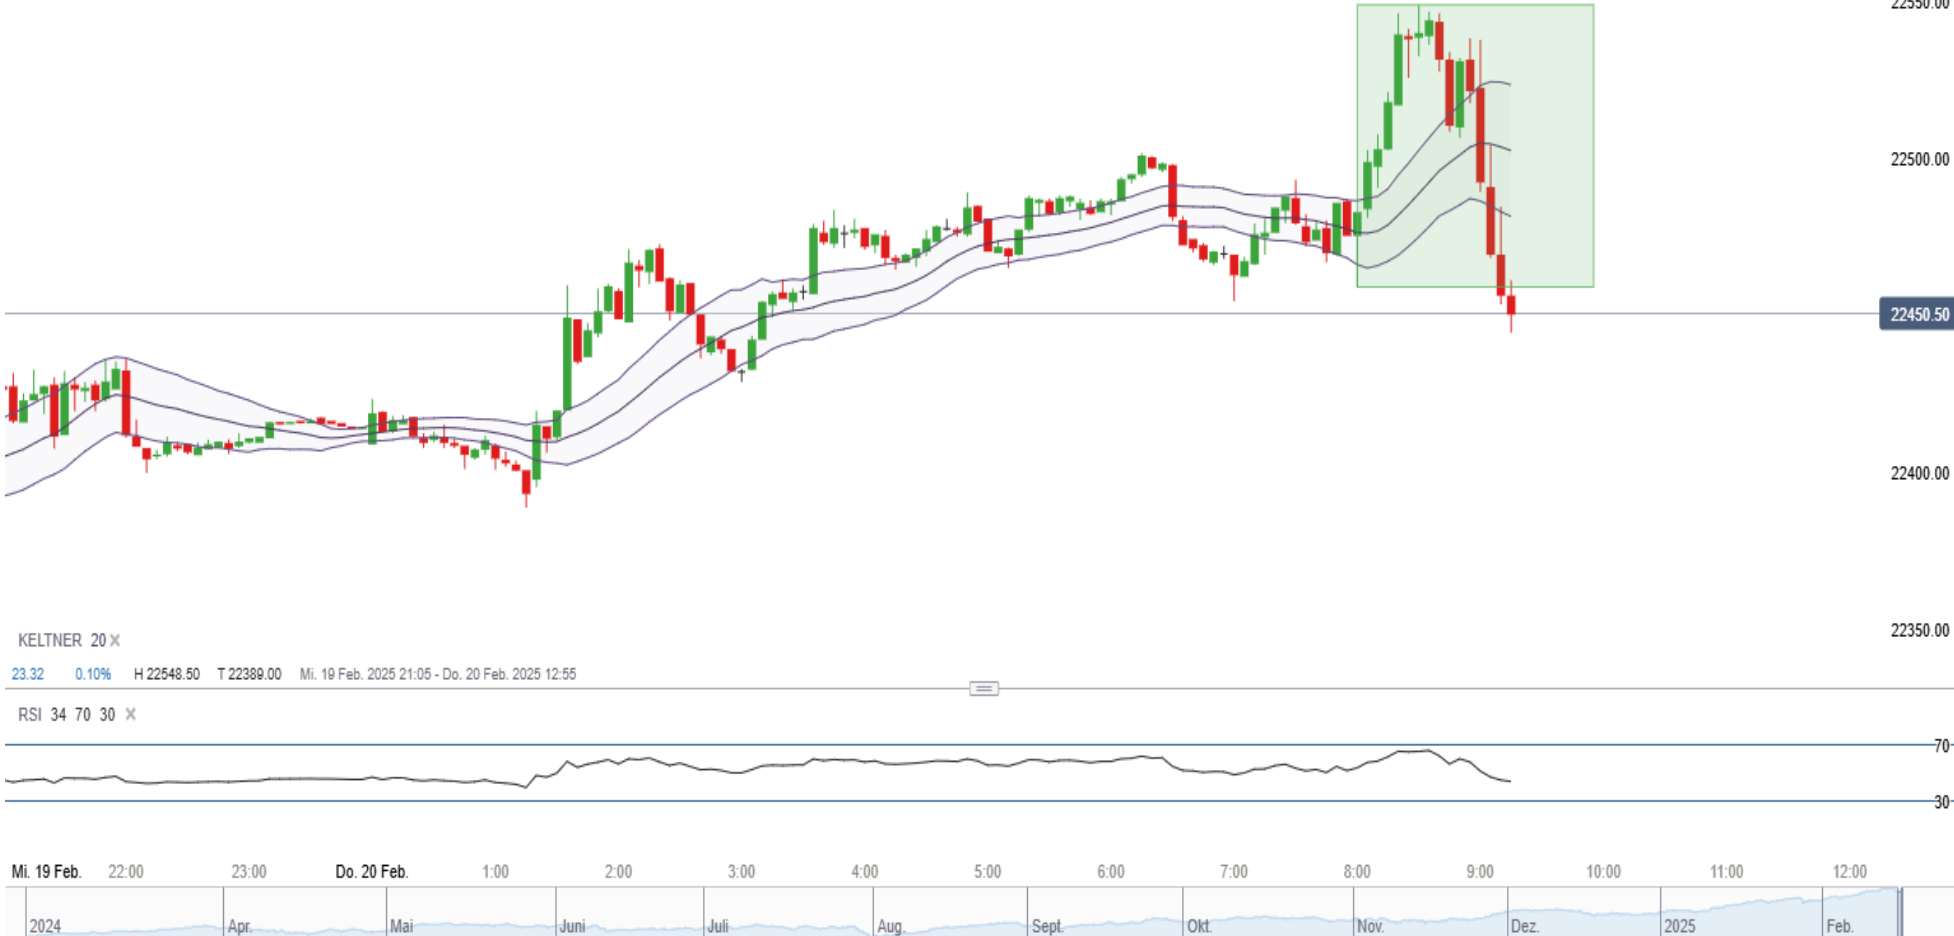 22550.00
22500.00
22450.50
22400.00
22350.00
KELTNER 20 ×
23.32 0.10% H 22548.50 T 22389.00 Mi. 19 Feb. 2025 21:05 - Do. 20 Feb. 2025 12:55
RSI 34 70 30 ×
70
30
Mi. 19 Feb. 22:00 23:00 Do. 20 Feb. 1:00 2:00 3:00 4:00 5:00 6:00 7:00 8:00 9:00 10:00 11:00 12:00
2024 Apr. Mai Juni Juli Aug. Sept. Okt. Nov. Dez. 2025 Feb.